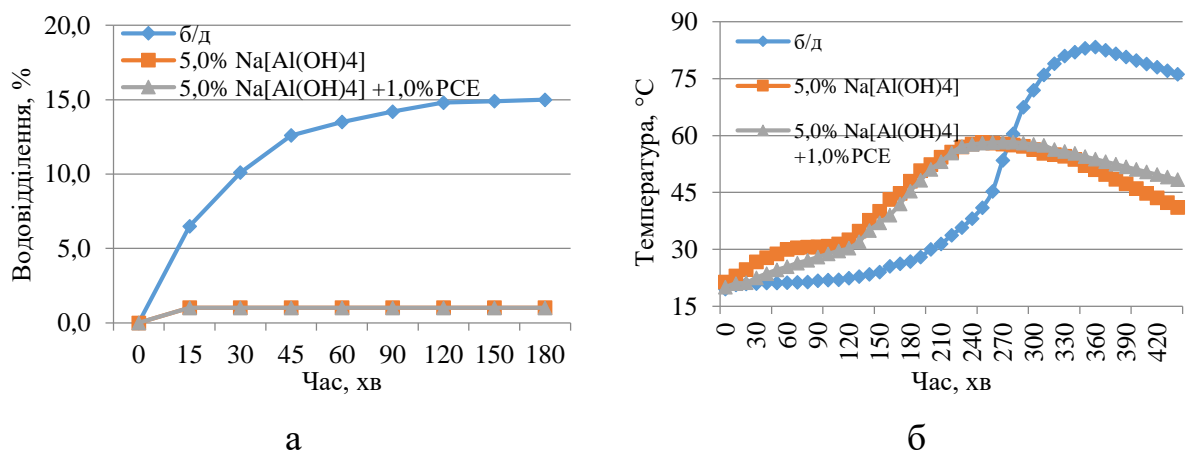 20,0
15,0
10,0
5,0
0,0
Водовідділення, %
б/д
5,0% Na[Al(OH)4]
5,0% Na[Al(OH)4] +1,0%PCE
0 15 30 45 60 90 120 150 180
Час, хв
а
90
75
60
45
30
15
Температура, °С
б/д
5,0% Na[Al(OH)4]
5,0% Na[Al(OH)4]
+1,0%PCE
0 30 60 90 120 150 180 210 240 270 300 330 360 390 420
Час, хв
б